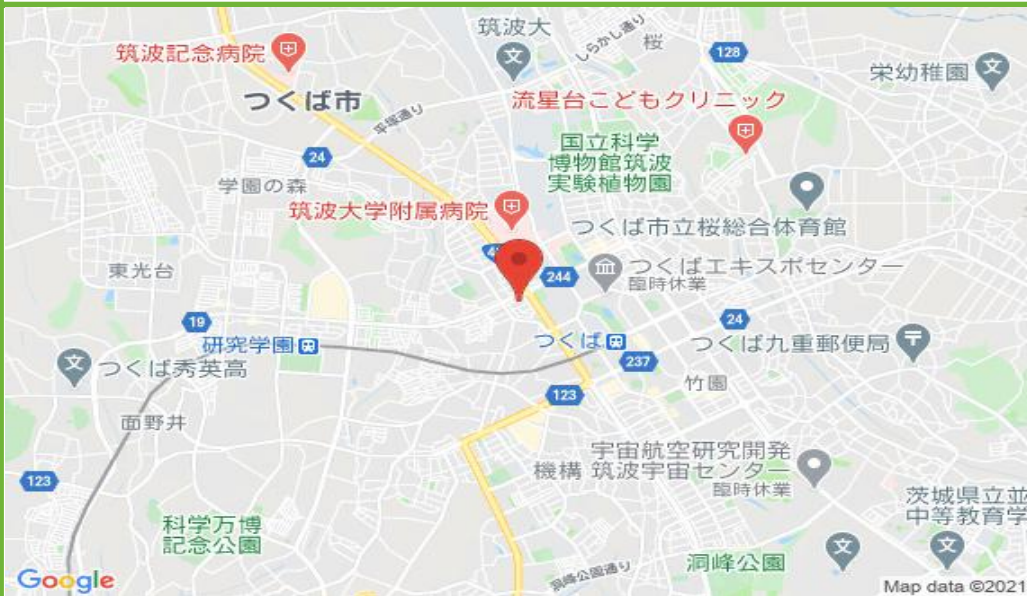 筑波大
しらかし通り
桜
128
筑波記念病院
栄幼稚園
つくば市
流星台こどもクリニック
平塚通り
国立科学
博物館筑波
実験植物園
24
学園の森
筑波大学附属病院
つくば市立桜総合体育館
東光台
244
つくばエキスポセンター
臨時休業
19
24
研究学園
つくば
つくば九重郵便局
237
つくば秀英高
竹園
123
面野井
宇宙航空研究開発
機構 筑波宇宙センター
臨時休業
123
茨城県立並
中等教育学
科学万博
記念公園
洞峰公園
洞峰公園通り
Google
Map data ©2021